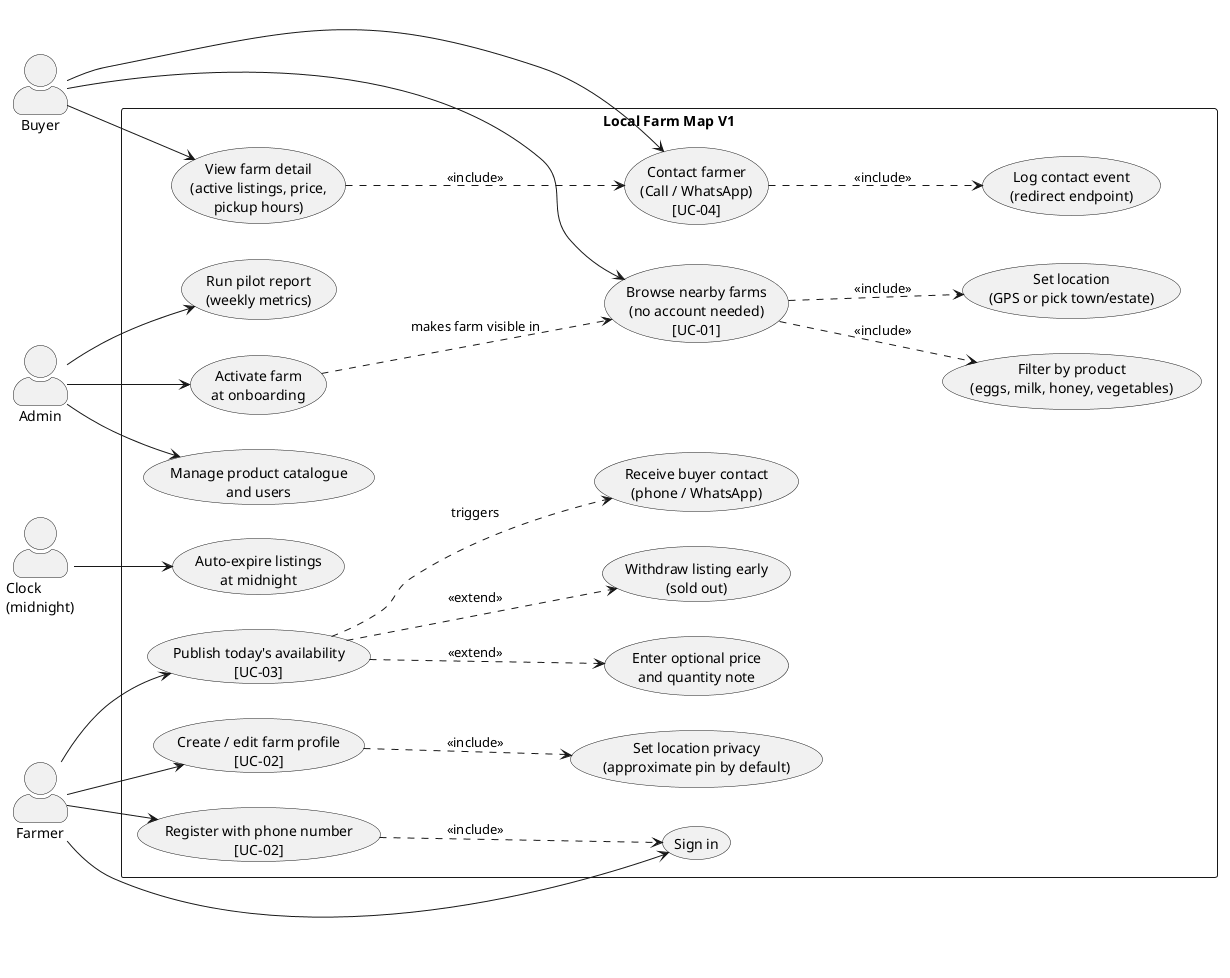 Buyer
Local Farm Map V1
View farm detail
(active listings, price,
pickup hours)
«include»
Contact farmer
(Call / WhatsApp)
[UC-04]
«include»
Log contact event
(redirect endpoint)
Run pilot report
(weekly metrics)
Browse nearby farms
(no account needed)
[UC-01]
«include»
Set location
(GPS or pick town/estate)
«include»
Filter by product
(eggs, milk, honey, vegetables)
Admin
Activate farm
at onboarding
makes farm visible in
Manage product catalogue
and users
Clock
(midnight)
Auto-expire listings
at midnight
triggers
Receive buyer contact
(phone / WhatsApp)
«extend»
Withdraw listing early
(sold out)
Publish today's availability
[UC-03]
«extend»
Enter optional price
and quantity note
Farmer
Create / edit farm profile
[UC-02]
«include»
Set location privacy
(approximate pin by default)
Register with phone number
[UC-02]
«include»
Sign in